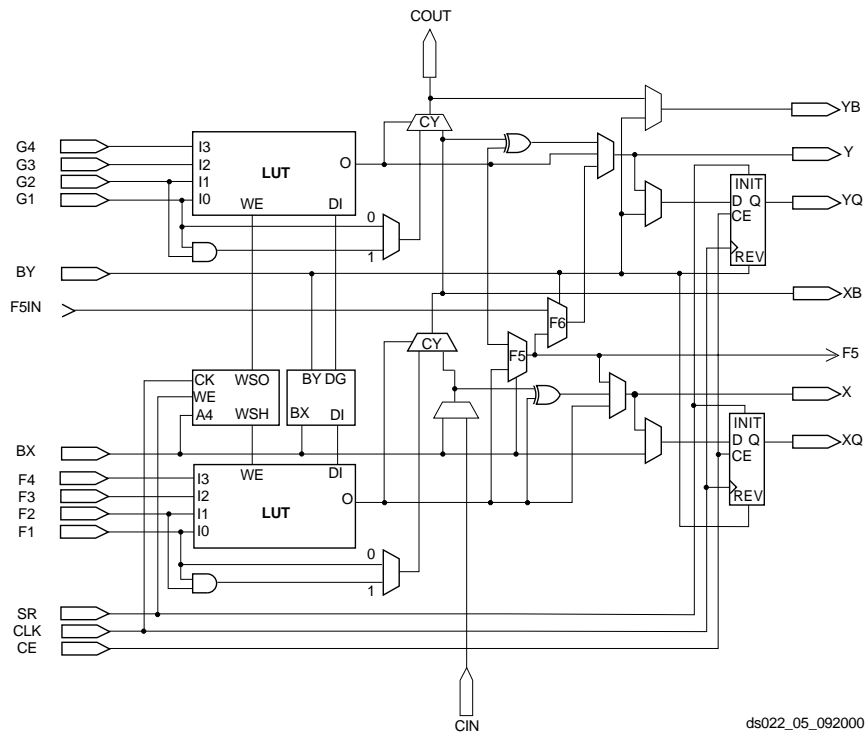 COUT
YB
CY
G4
I3
Y
G3
I2
LUT
O
G2
I1
INIT
G1
I0
WE
DI
D Q
YQ
CE
0
1
REV
BY
XB
F5IN
F6
CY
F5
F5
CK
WSO
BY DG
X
WE
A4
WSH
BX
DI
INIT
BX
D Q
XQ
CE
F4
I3
WE
DI
F3
I2
O
REV
F2
I1
LUT
F1
I0
0
1
SR
CLK
CE
CIN
ds022_05_092000